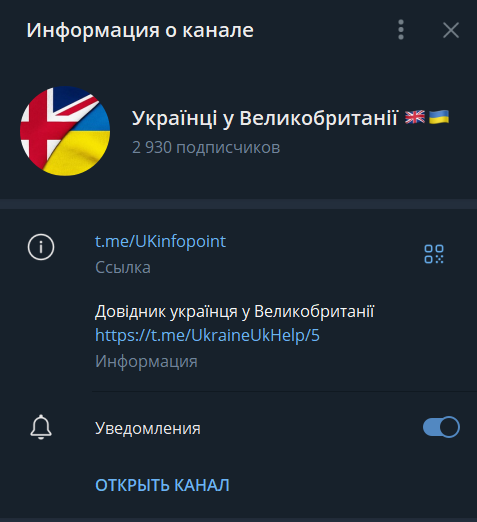 Информация о канале
Українці у Великобританії 🇬🇧🇺🇦
2 930 подписчиков
t.me/UKinfopoint
Ссылка
Довідник українця у Великобританії
https://t.me/UkraineUkHelp/5
Информация
Уведомления
ОТКРЫТЬ КАНАЛ